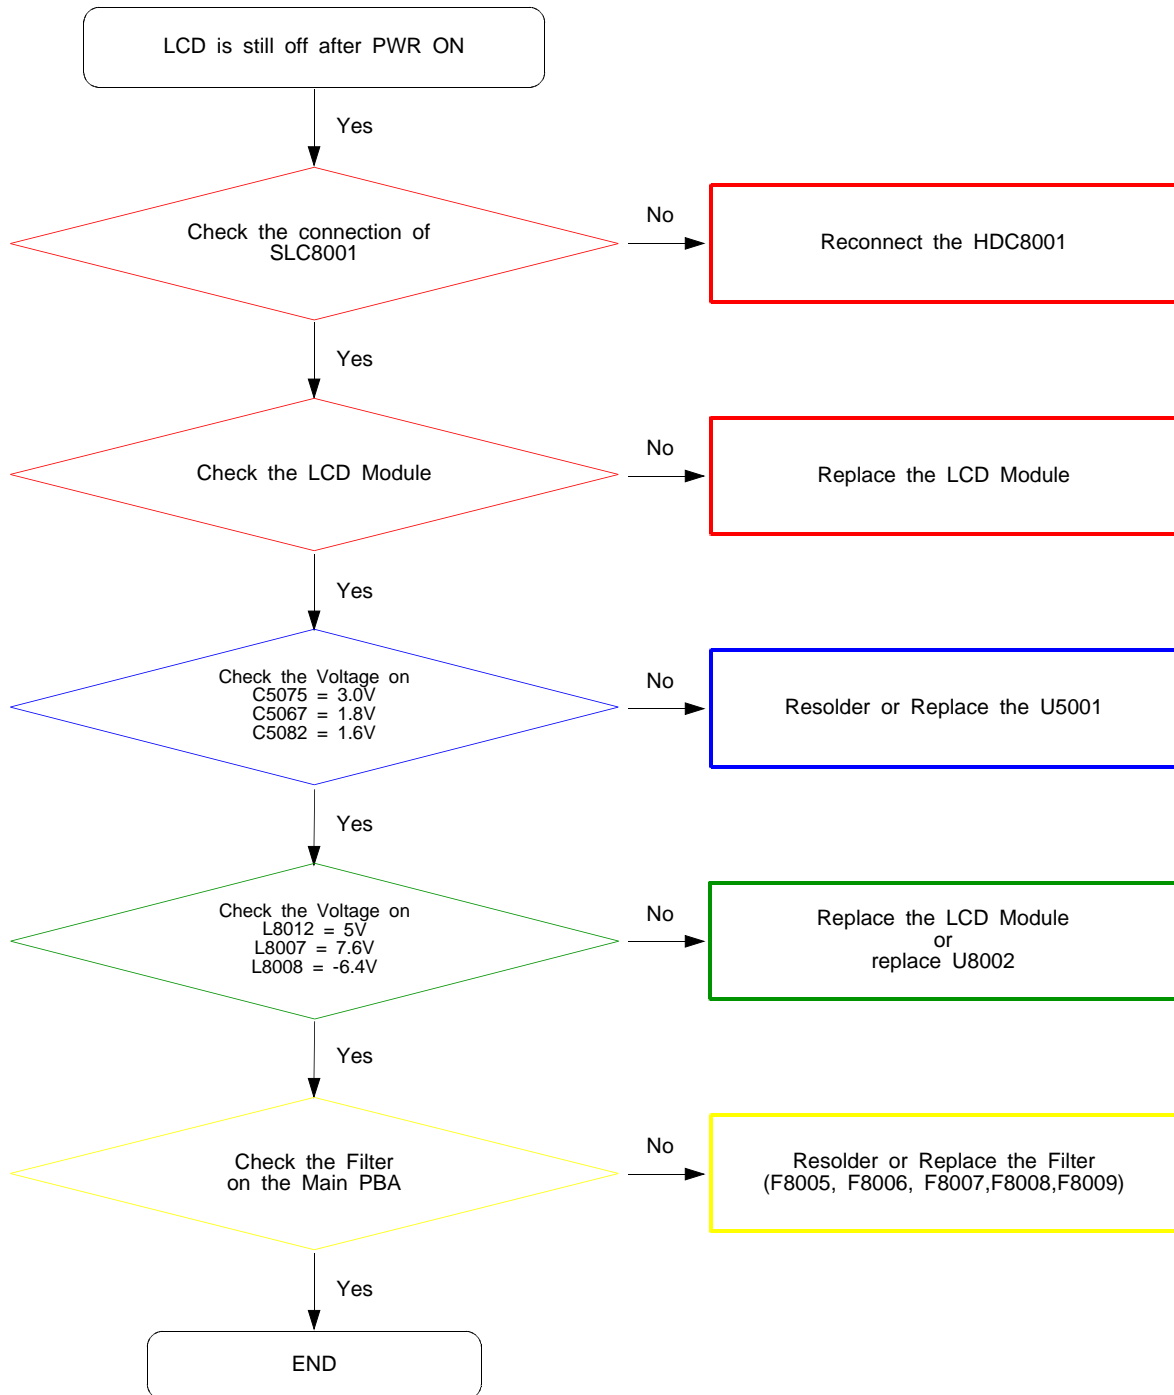 LCD is still off after PWR ON
Yes
Check the connection of
SLC8001
No
Reconnect the HDC8001
Yes
Check the LCD Module
No
Replace the LCD Module
Yes
Check the Voltage on
C5075 = 3.0V
C5067 = 1.8V
C5082 = 1.6V
No
Resolder or Replace the U5001
Yes
Check the Voltage on
L8012 = 5V
L8007 = 7.6V
L8008 = -6.4V
No
Replace the LCD Module
or
replace U8002
Yes
Check the Filter
on the Main PBA
No
Resolder or Replace the Filter
(F8005, F8006, F8007,F8008,F8009)
Yes
END